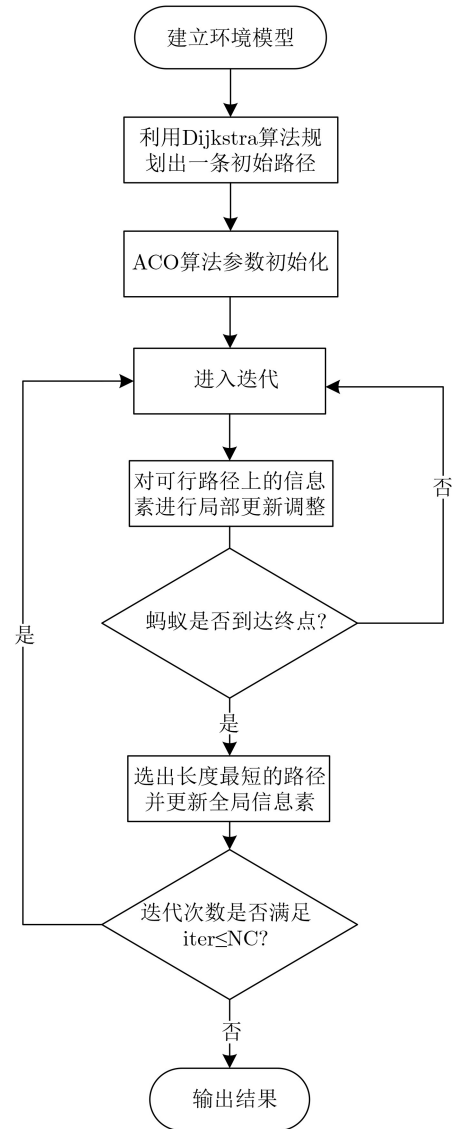 建立环境模型
利用Dijkstra算法规
划出一条初始路径
ACO算法参数初始化
进入迭代
对可行路径上的信息
素进行局部更新调整
否
蚂蚁是否到达终点?
是
是
选出长度最短的路径
并更新全局信息素
迭代次数是否满足
iter≤NC?
否
输出结果